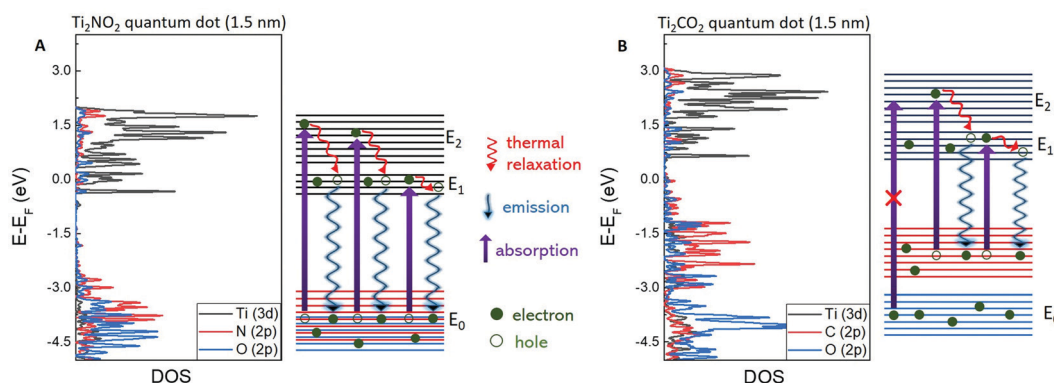 Ti₂NO₂ quantum dot (1.5 nm)
A
3.0
1.5
0.0
-1.5
-3.0
-4.5
E-E_F (eV)
DOS
Ti (3d)
N (2p)
O (2p)
E₂
E₁
E₀
thermal
relaxation
emission
absorption
electron
hole
Ti₂CO₂ quantum dot (1.5 nm)
B
3.0
1.5
0.0
-1.5
-3.0
-4.5
E-E_F (eV)
DOS
Ti (3d)
C (2p)
O (2p)
E₂
E₁
E